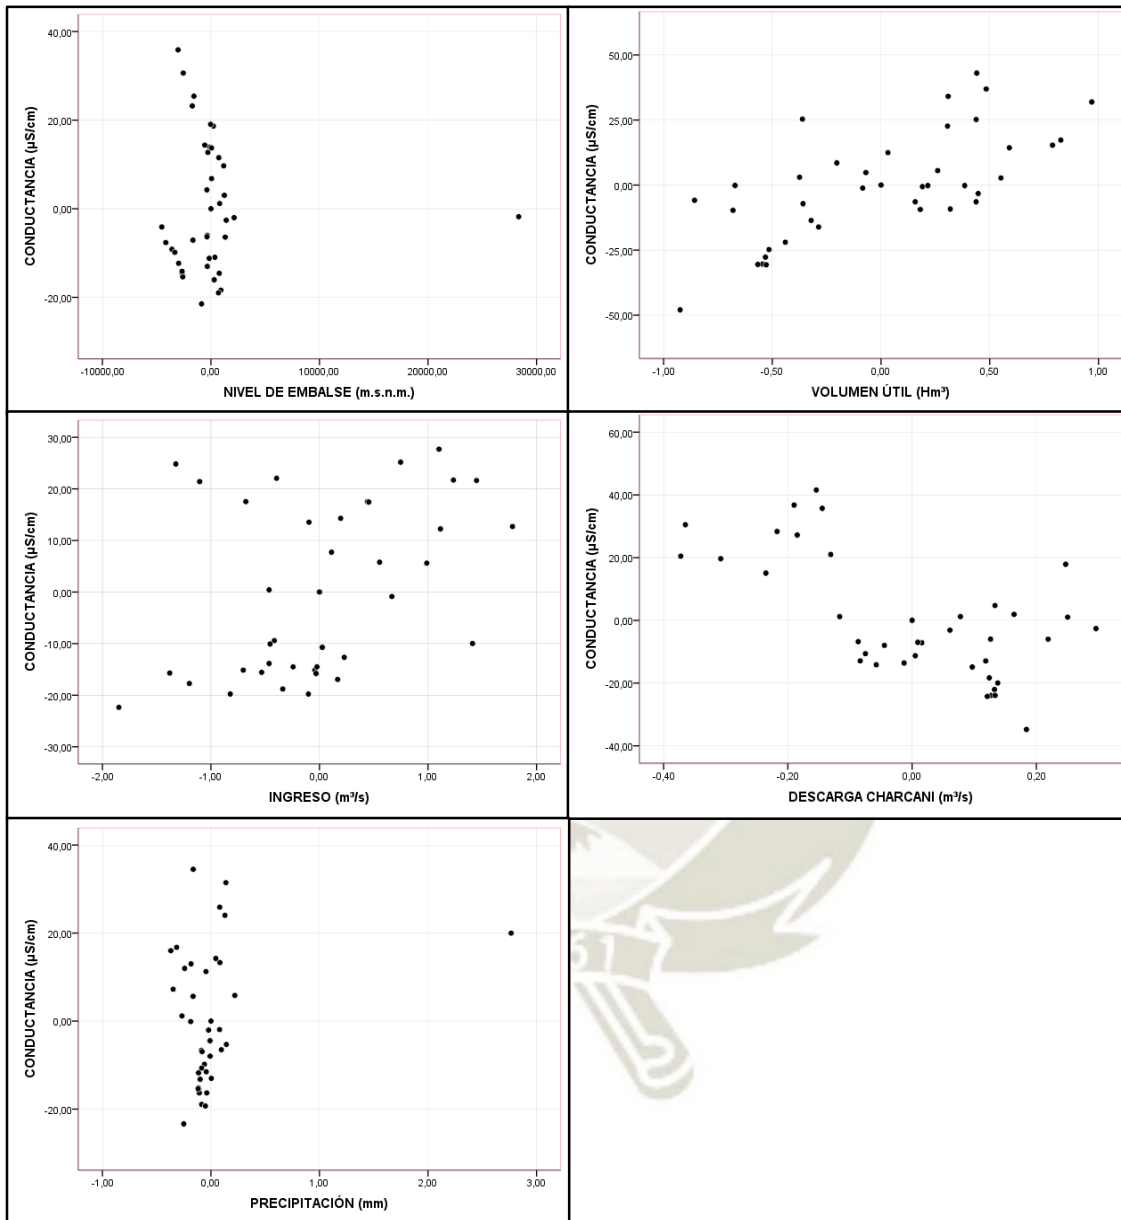 CONDUCTANCIA (µS/cm)
40,00
20,00
0,00
-20,00
-10000,00 0,00 10000,00 20000,00 30000,00
NIVEL DE EMBALSE (m.s.n.m.)
CONDUCTANCIA (µS/cm)
50,00
25,00
0,00
-25,00
-50,00
-1,00 -0,50 0,00 0,50 1,00
VOLUMEN ÚTIL (Hm³)
CONDUCTANCIA (µS/cm)
30,00
20,00
10,00
0,00
-10,00
-20,00
-30,00
-2,00 -1,00 0,00 1,00 2,00
INGRESO (m³/s)
CONDUCTANCIA (µS/cm)
60,00
40,00
20,00
0,00
-20,00
-40,00
-0,40 -0,20 0,00 0,20
DESCARGA CHARCANI (m³/s)
CONDUCTANCIA (µS/cm)
40,00
20,00
0,00
-20,00
-1,00 0,00 1,00 2,00 3,00
PRECIPITACIÓN (mm)
61